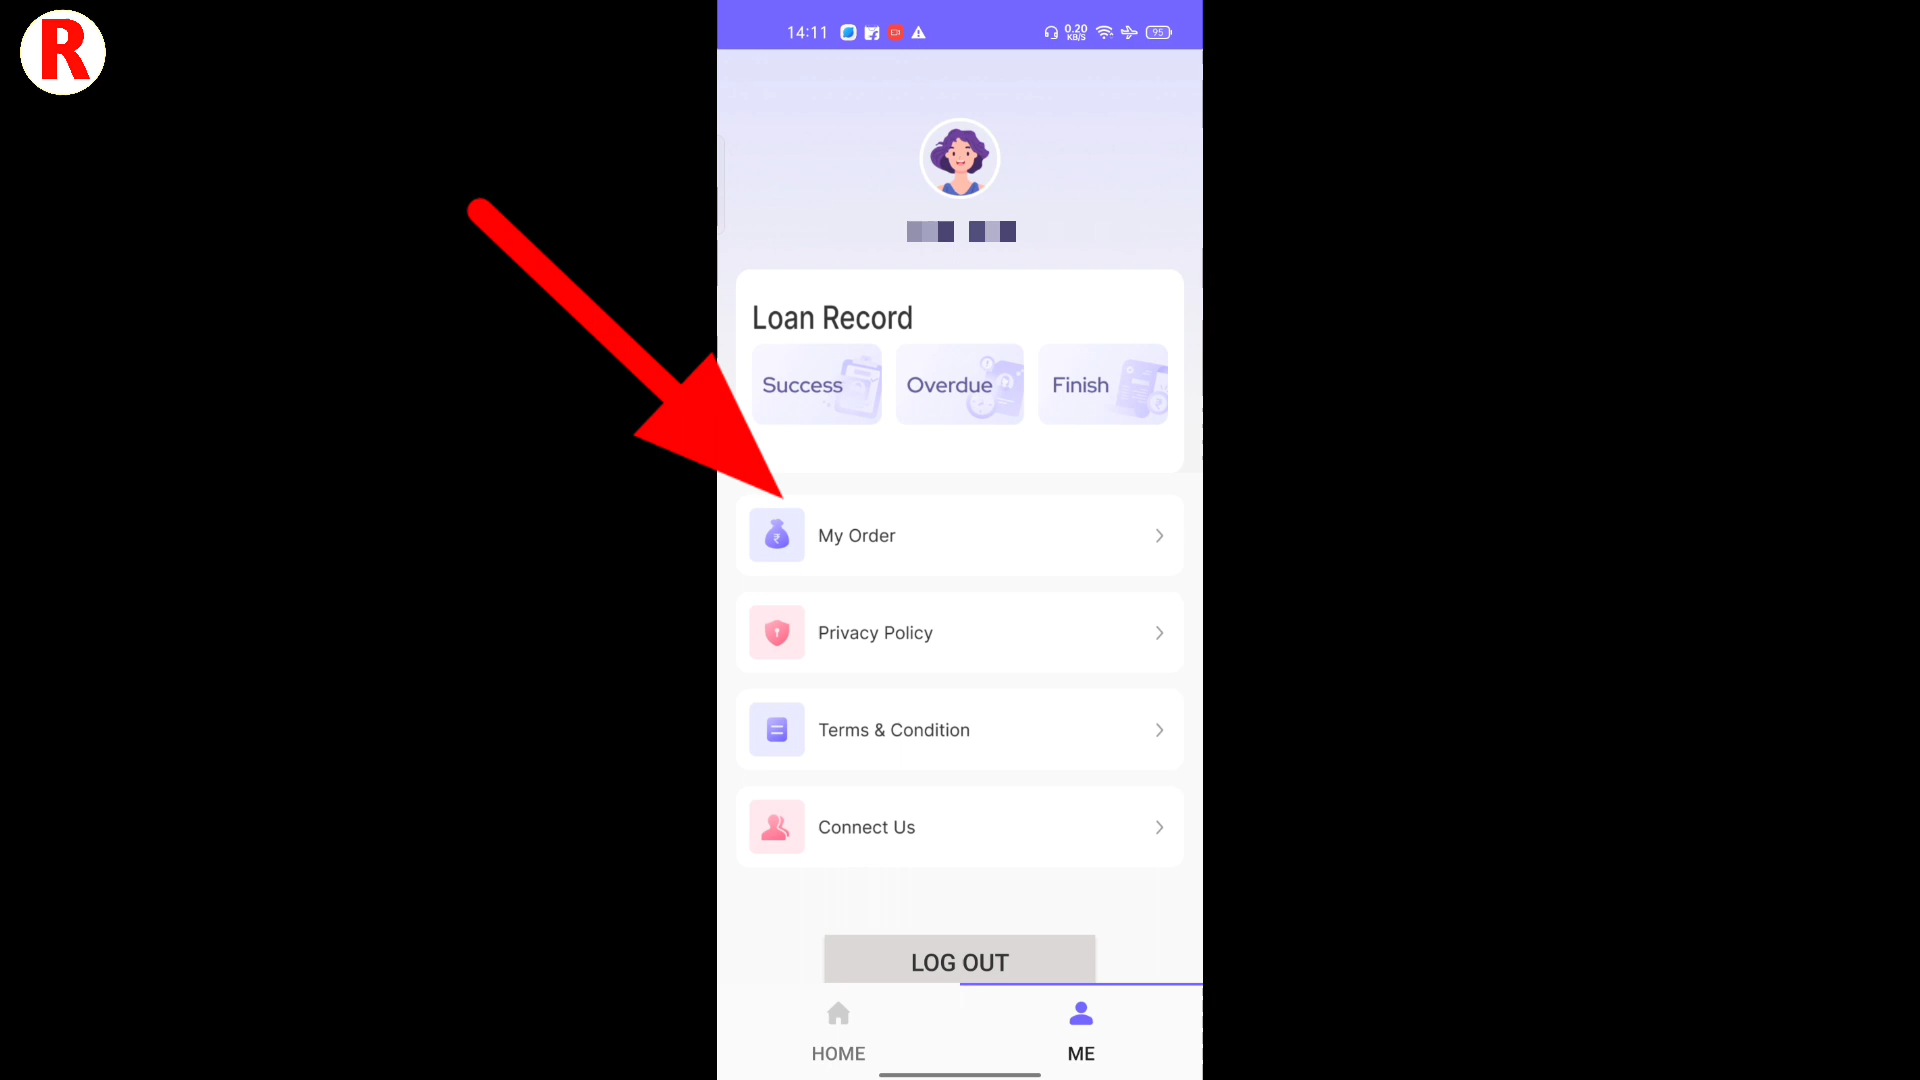 R
14:11
0.20
KB/S
95
Loan Record
Success
Overdue
Finish
My Order
Privacy Policy
Terms & Condition
Connect Us
LOG OUT
HOME
ME